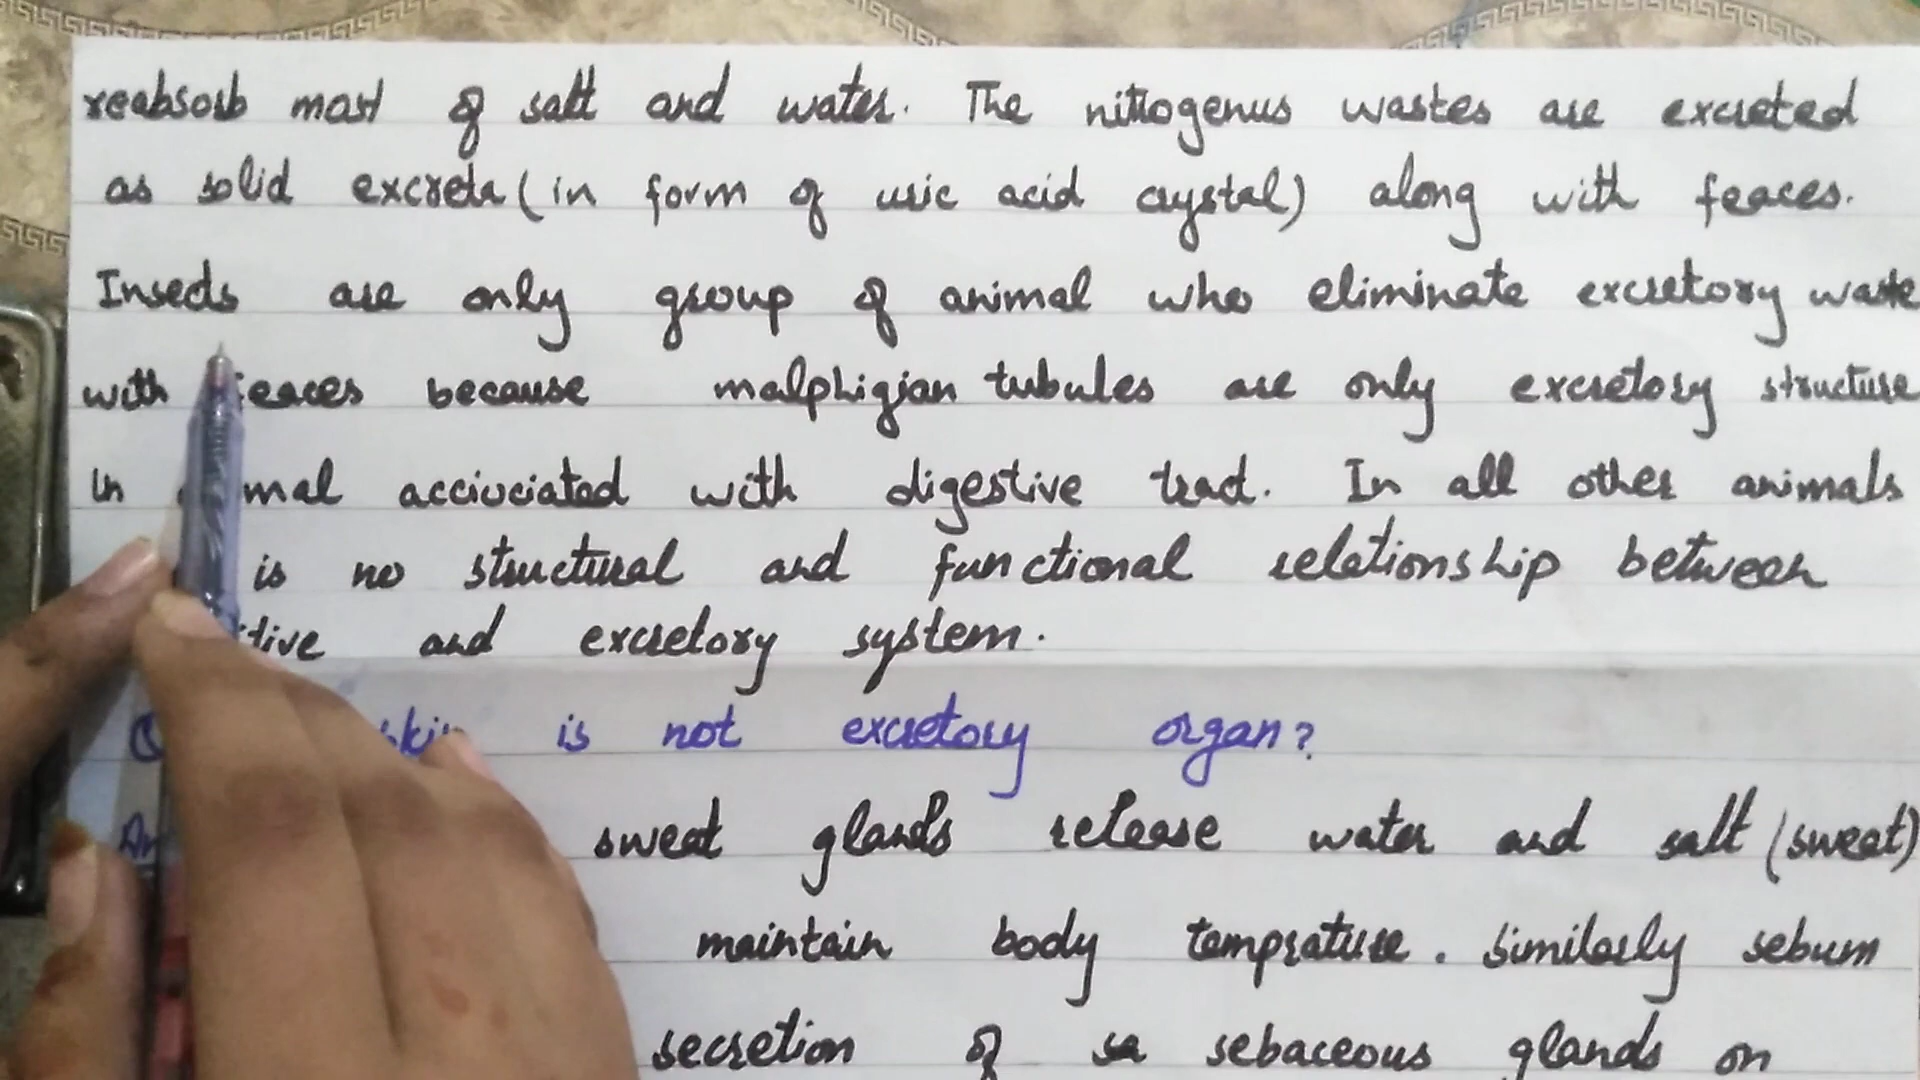 reabsorb most of salt and water. The nitrogenus wastes are excreted
as solid excreta (in form of uric acid crystal) along with feaces.
Insects are only group of animal who eliminate excretory waste
with feaces because malphigian tubules are only excretory structure
in acciociated with digestive tract. In all other animals
is no structural and functional relationship between
and excretory system.
skin is not excretory organ?
sweat glands release water and salt (sweat)
maintain body temprature. Similarly sebum
secretion of sa sebaceous glands on